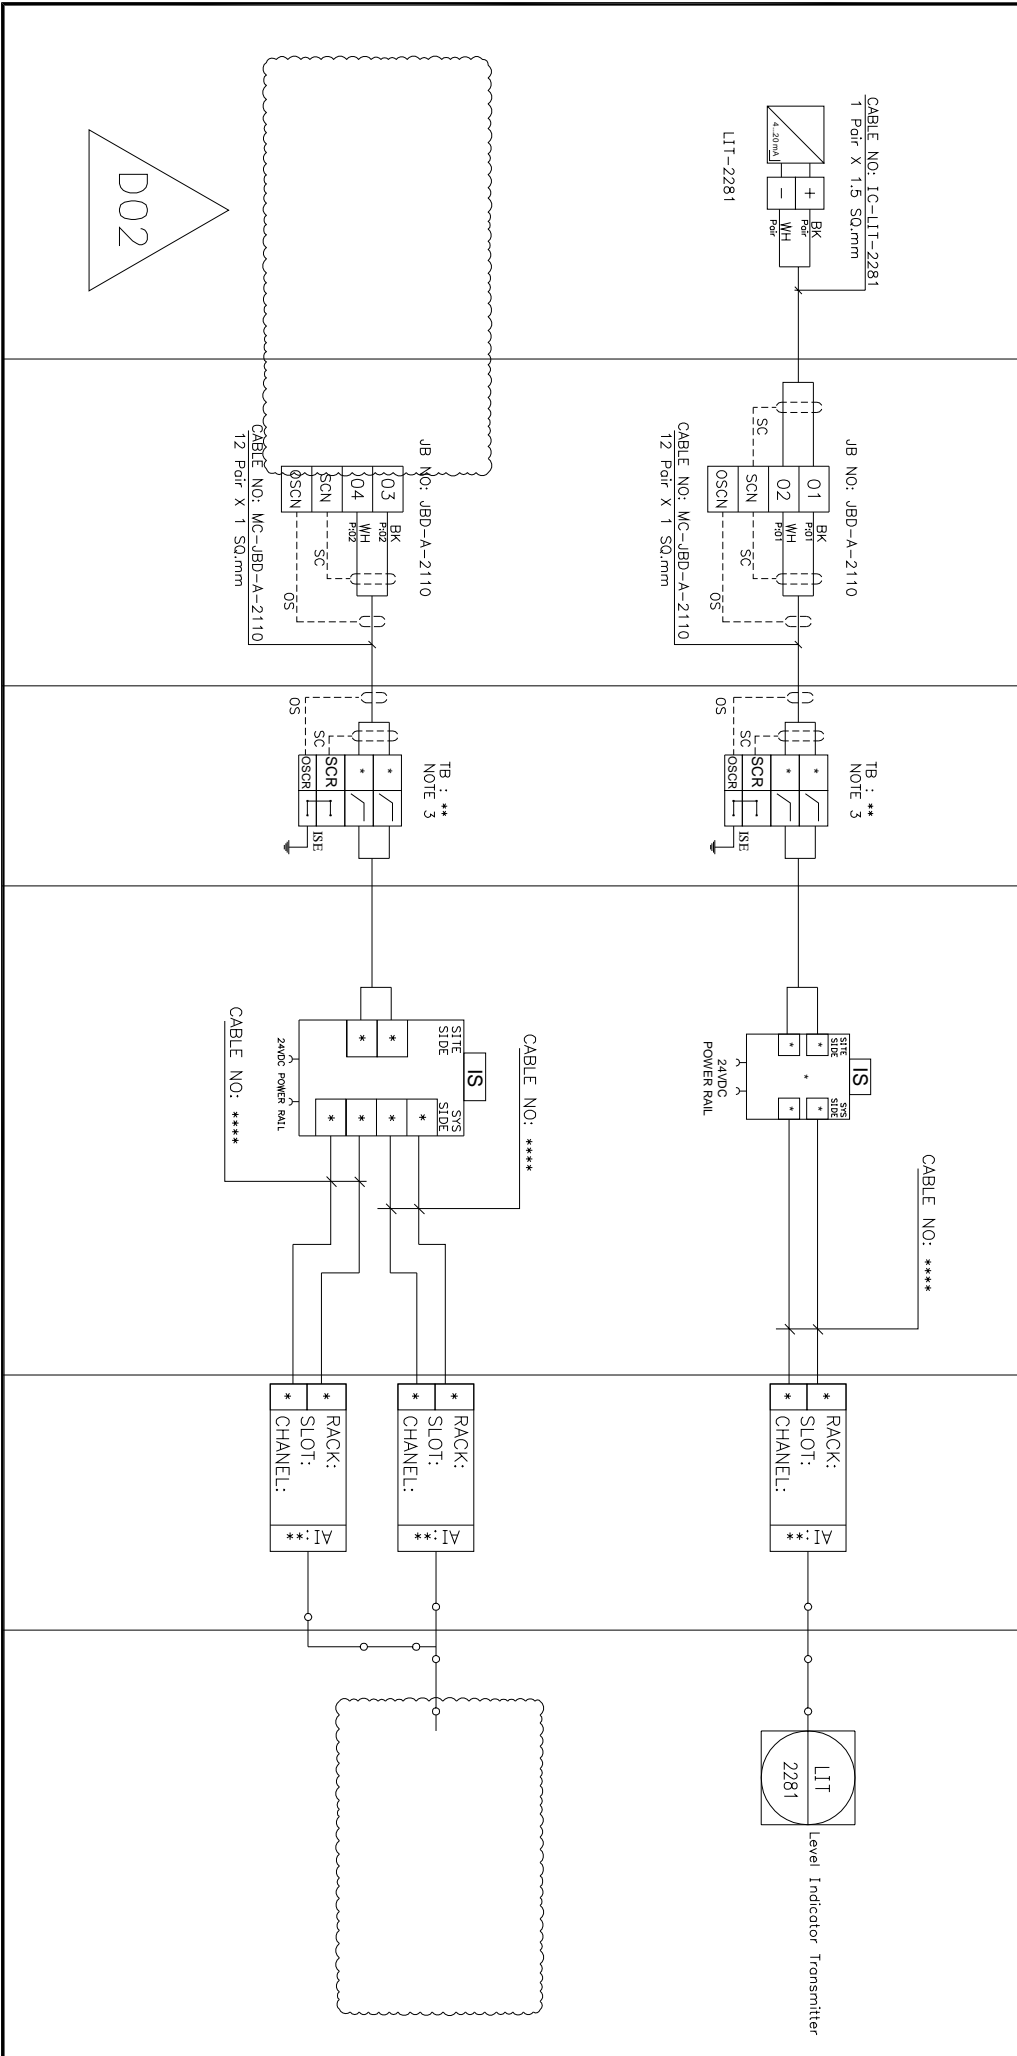 CABLE NO: IC-LIT-2281
1 Pair X 1.5 SQ.mm
4..20mA
+
-
BK
Pair
WH
Pair
LIT-2281
JB NO: JBD-A-2110
SC
01
02
SCN
OSCN
BK
P:01
WH
P:01
SC
OS
CABLE NO: MC-JBD-A-2110
12 Pair X 1 SQ.mm
TB : **
NOTE 3
OS
SC
*
*
SCR
OSCR
ISE
IS
SITE
SIDE
SYS
SIDE
*
*
*
*
*
24VDC
POWER RAIL
CABLE NO: ****
*
*
RACK:
SLOT:
CHANEL:
AI:
**
LIT
2281
Level Indicator Transmitter
D02
JB NO: JBD-A-2110
03
04
SCN
OSCN
BK
P:02
WH
P:02
SC
OS
CABLE NO: MC-JBD-A-2110
12 Pair X 1 SQ.mm
TB : **
NOTE 3
OS
SC
*
*
SCR
OSCR
ISE
IS
SITE
SIDE
SYS
SIDE
*
*
*
*
*
*
24VDC POWER RAIL
CABLE NO: ****
CABLE NO: ****
*
*
RACK:
SLOT:
CHANEL:
AI:
**
*
*
RACK:
SLOT:
CHANEL:
AI:
**